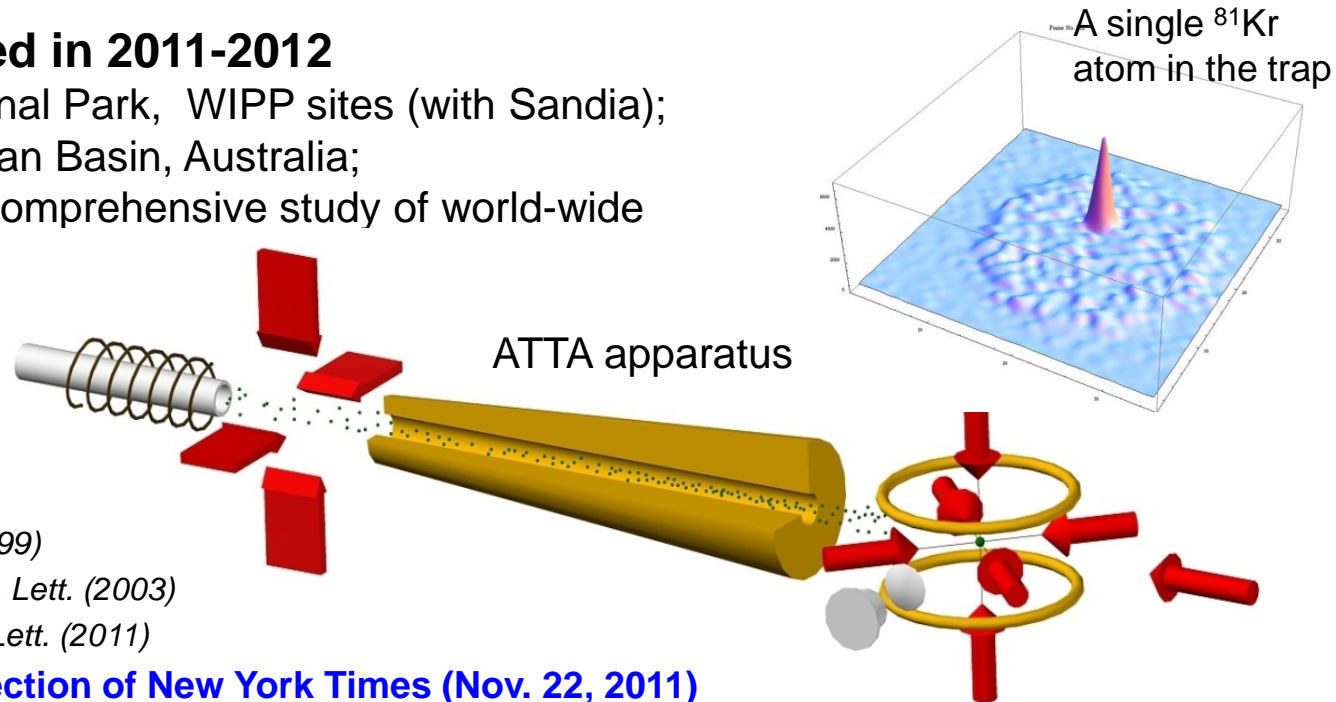 A single ⁸¹Kr
atom in the trap
ed in 2011-2012
nal Park, WIPP sites (with Sandia);
an Basin, Australia;
omprehensive study of world-wide
ATTA apparatus
99)
Lett. (2003)
Lett. (2011)
ection of New York Times (Nov. 22, 2011)